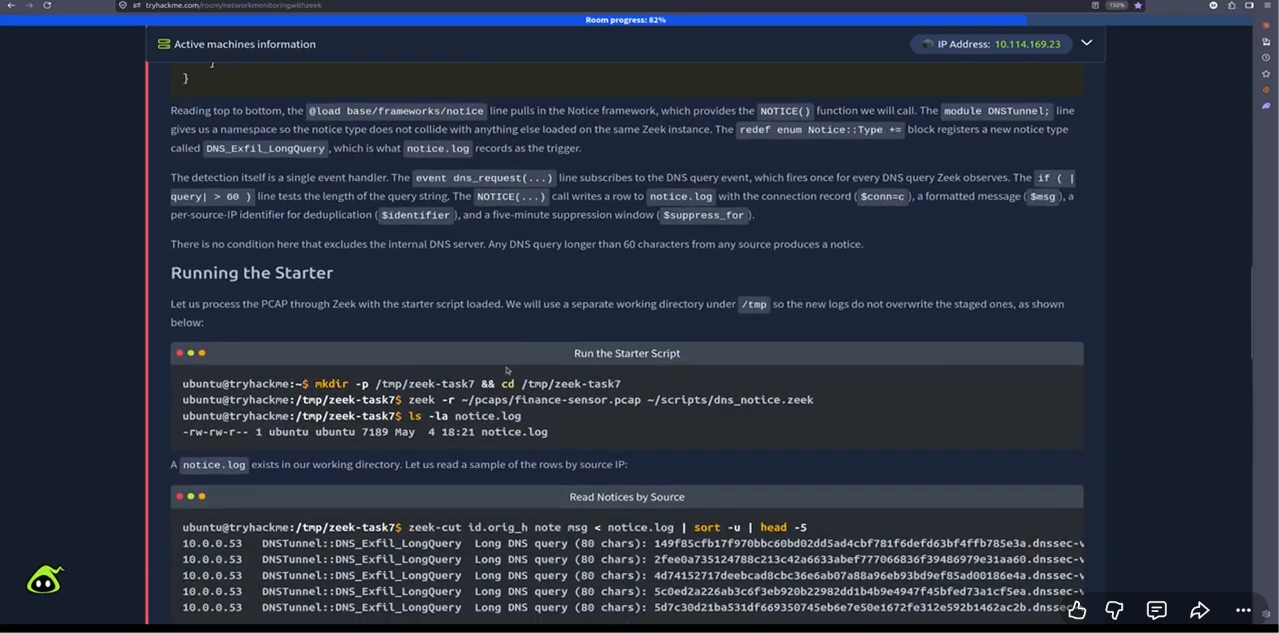 tryhackme.com/room/networkmonitoringwithzeek
150%
Room progress: 82%
Active machines information
IP Address: 10.114.169.23
}
}
Reading top to bottom, the @load base/frameworks/notice line pulls in the Notice framework, which provides the NOTICE() function we will call. The module DNSTunnel; line
gives us a namespace so the notice type does not collide with anything else loaded on the same Zeek instance. The redef enum Notice::Type += block registers a new notice type
called DNS_Exfil_LongQuery, which is what notice.log records as the trigger.
The detection itself is a single event handler. The event dns_request(...) line subscribes to the DNS query event, which fires once for every DNS query Zeek observes. The if ( |
query| > 60 ) line tests the length of the query string. The NOTICE(...) call writes a row to notice.log with the connection record ($conn=c), a formatted message ($msg), a
per-source-IP identifier for deduplication ($identifier), and a five-minute suppression window ($suppress_for).
There is no condition here that excludes the internal DNS server. Any DNS query longer than 60 characters from any source produces a notice.
Running the Starter
Let us process the PCAP through Zeek with the starter script loaded. We will use a separate working directory under /tmp so the new logs do not overwrite the staged ones, as shown
below:
Run the Starter Script
ubuntu@tryhackme:~$ mkdir -p /tmp/zeek-task7 && cd /tmp/zeek-task7
ubuntu@tryhackme:/tmp/zeek-task7$ zeek -r ~/pcaps/finance-sensor.pcap ~/scripts/dns_notice.zeek
ubuntu@tryhackme:/tmp/zeek-task7$ ls -la notice.log
-rw-rw-r-- 1 ubuntu ubuntu 7189 May  4 18:21 notice.log
A notice.log exists in our working directory. Let us read a sample of the rows by source IP:
Read Notices by Source
ubuntu@tryhackme:/tmp/zeek-task7$ zeek-cut id.orig_h note msg < notice.log | sort -u | head -5
10.0.0.53 DNSTunnel::DNS_Exfil_LongQuery Long DNS query (80 chars): 149f85cfb17f970bbc60bd02dd5ad4cbf781f6defd63bf4ffb785e3a.dnssec-v
10.0.0.53 DNSTunnel::DNS_Exfil_LongQuery Long DNS query (80 chars): 2fee0a735124788c213c42a6633abef777066836f39486979e31aa60.dnssec-v
10.0.0.53 DNSTunnel::DNS_Exfil_LongQuery Long DNS query (80 chars): 4d74152717deebcad8cbc36e6ab07a88a96eb93bd9ef85ad00186e4a.dnssec-v
10.0.0.53 DNSTunnel::DNS_Exfil_LongQuery Long DNS query (80 chars): 5c0ed2a226ab3c6f3eb920b22982dd1b4b9e4947f45bfed73a1cf5ea.dnssec-v
10.0.0.53 DNSTunnel::DNS_Exfil_LongQuery Long DNS query (80 chars): 5d7c30d21ba531df669350745eb6e7e50e1672fe312e592b1462ac2b.dnssec-v